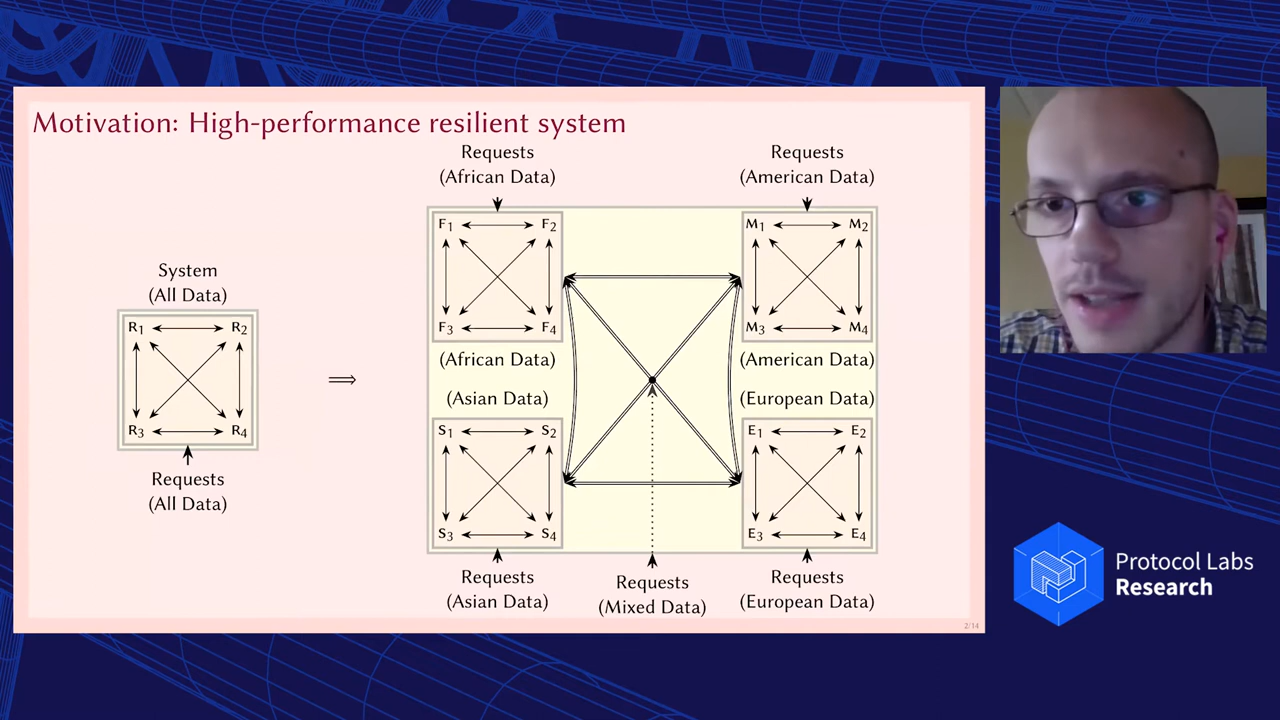 Motivation: High-performance resilient system
System
(All Data)
R1 R2
R3 R4
Requests
(All Data)
⟹
Requests
(African Data)
F1 F2
F3 F4
(African Data)
Requests
(American Data)
M1 M2
M3 M4
(American Data)
(Asian Data)
S1 S2
S3 S4
Requests
(Asian Data)
Requests
(Mixed Data)
(European Data)
E1 E2
E3 E4
Requests
(European Data)
2/14
Protocol Labs
Research